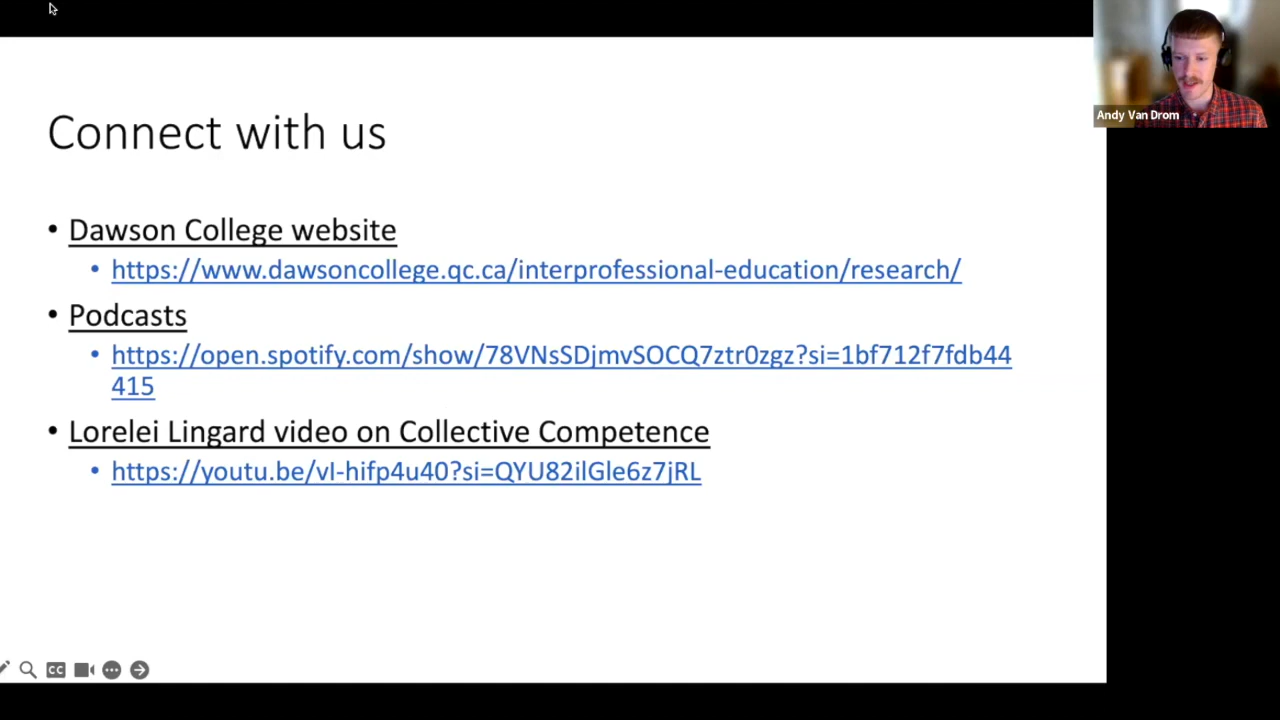 Andy Van Drom
Connect with us
• Dawson College website
• https://www.dawsoncollege.qc.ca/interprofessional-education/research/
• Podcasts
• https://open.spotify.com/show/78VNsSDjmvSOCQ7ztr0zgz?si=1bf712f7fdb44
415
• Lorelei Lingard video on Collective Competence
• https://youtu.be/vI-hifp4u40?si=QYU82ilGle6z7jRL
CC